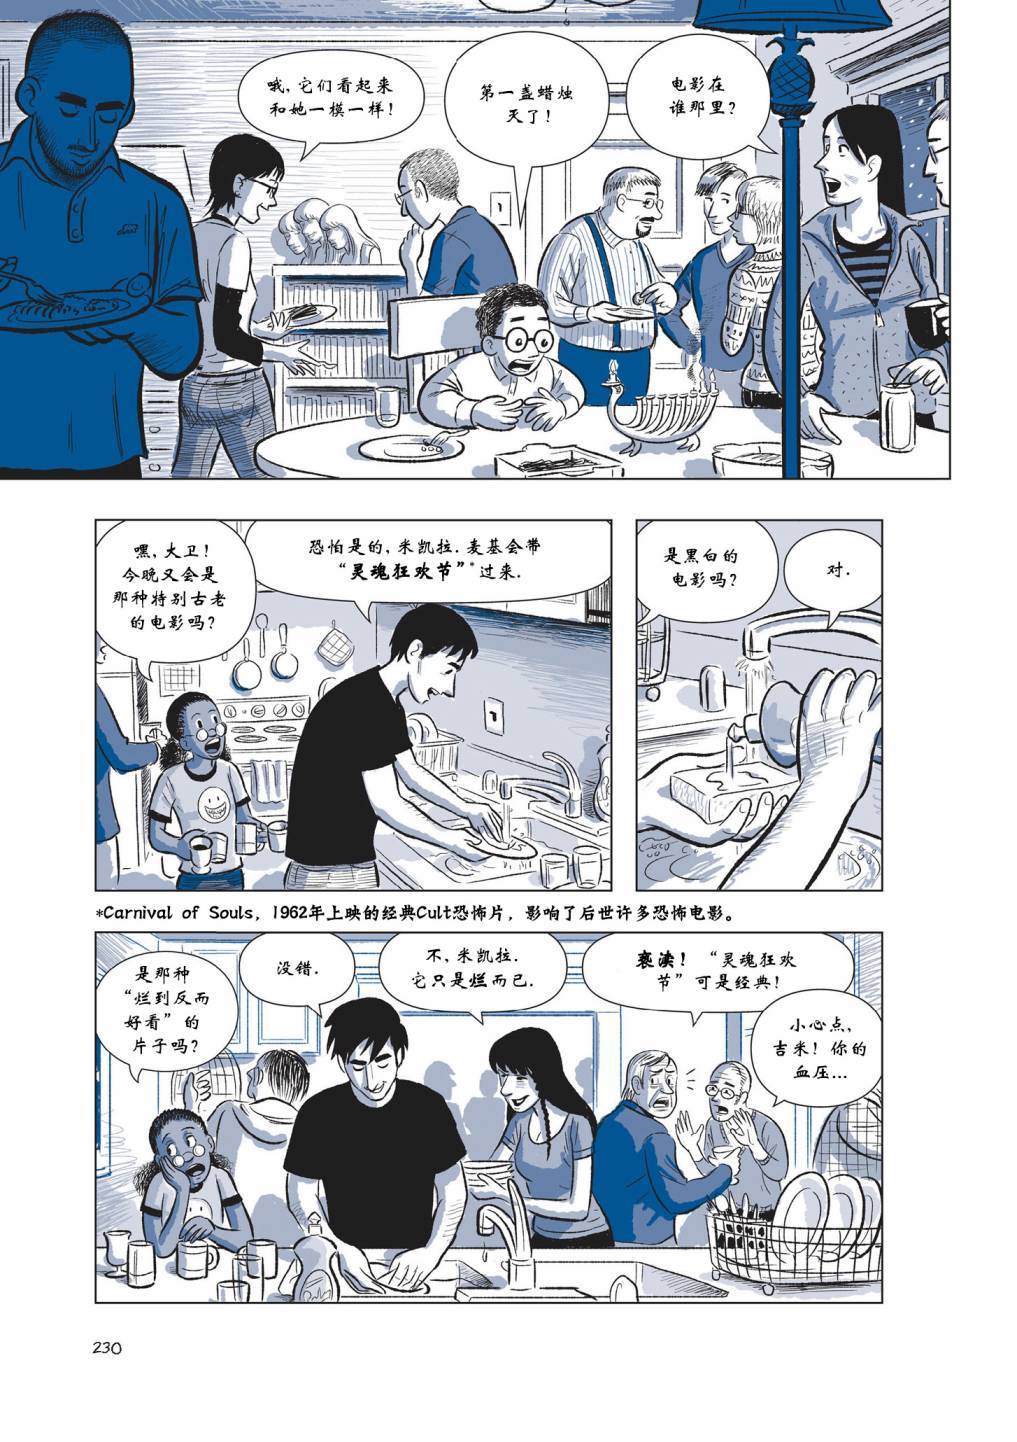 哦，它们看起来
和她一模一样！
第一盏蜡烛
灭了！
电影在
谁那里？
嘿，大卫！
今晚又会是
那种特别古老
的电影吗？
恐怕是的，米凯拉．麦基会带
“灵魂狂欢节”*过来．
是黑白的
电影吗？
对．
*Carnival of Souls，1962年上映的经典Cult恐怖片，影响了后世许多恐怖电影。
是那种
“烂到反而
好看”的
片子吗？
没错．
不，米凯拉．
它只是烂而已．
亵渎！“灵魂狂欢
节”可是经典！
小心点，
吉米！你的
血压…
230